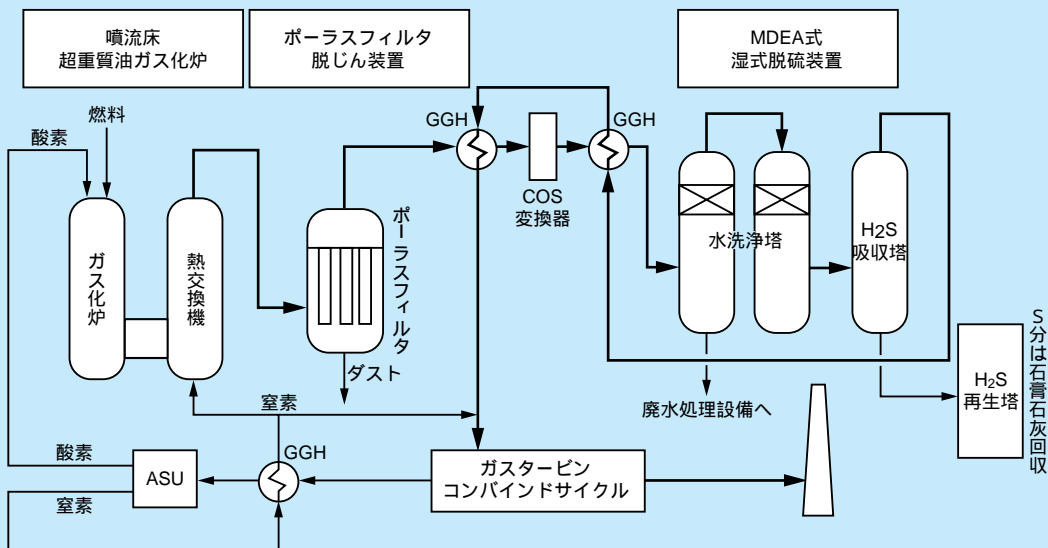 噴流床
超重質油ガス化炉
ポーラスフィルタ
脱じん装置
MDEA式
湿式脱硫装置
燃料
酸素
GGH
GGH
COS
変換器
ガス化炉
熱交換機
ポーラスフィルタ
水洗浄塔
H2S
吸収塔
ダスト
窒素
廃水処理設備へ
H2S
再生塔
S分は石膏石灰回収
酸素
ASU
GGH
ガスタービン
コンバインドサイクル
窒素